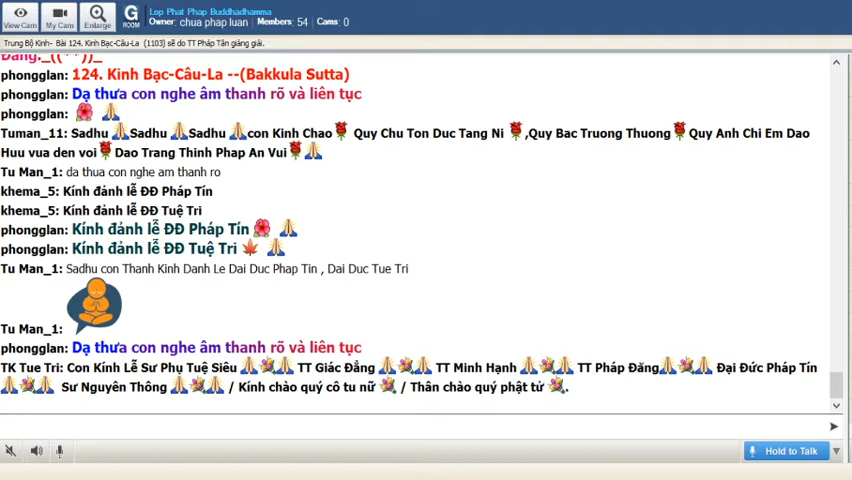 View Cam
My Cam
Enlarge
G
ROOM
Lop Phat Phap Buddhadhamma
Owner: chua phap luan Members: 54 Cams: 0
Trung Bộ Kinh- Bài 124. Kinh Bạc-Câu-La (1103) sẽ do TT Pháp Tân giảng giải.
phongglan: 124. Kinh Bạc-Câu-La --(Bakkula Sutta)
phongglan: Dạ thưa con nghe âm thanh rõ và liên tục
phongglan:
Tuman_11: Sadhu Sadhu Sadhu con Kinh Chao Quy Chu Ton Duc Tang Ni ,Quy Bac Truong Thuong Quy Anh Chi Em Dao
Huu vua den voi Dao Trang Thinh Phap An Vui
Tu Man_1: da thua con nghe am thanh ro
khema_5: Kính đảnh lễ ĐĐ Pháp Tín
khema_5: Kính đảnh lễ ĐĐ Tuệ Tri
phongglan: Kính đảnh lễ ĐĐ Pháp Tín
phongglan: Kính đảnh lễ ĐĐ Tuệ Tri
Tu Man_1: Sadhu con Thanh Kinh Danh Le Dai Duc Phap Tin , Dai Duc Tue Tri
Tu Man_1:
phongglan: Dạ thưa con nghe âm thanh rõ và liên tục
TK Tue Tri: Con Kính Lễ Sư Phụ Tuệ Siêu TT Giác Đẳng TT Minh Hạnh TT Pháp Đăng Đại Đức Pháp Tín
Sư Nguyên Thông / Kính chào quý cô tu nữ / Thân chào quý phật tử .
Hold to Talk